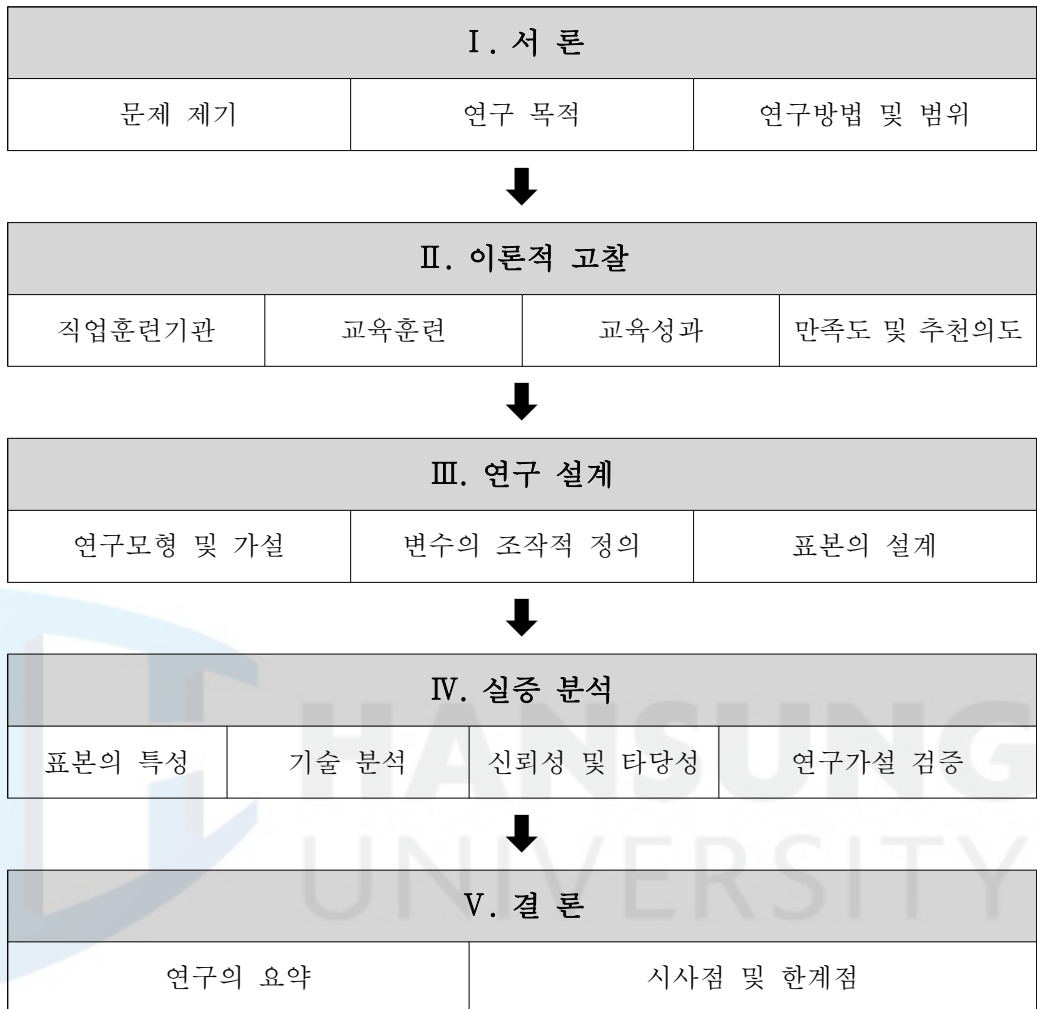 Ⅰ. 서 론
문제 제기 연구 목적 연구방법 및 범위
Ⅱ. 이론적 고찰
직업훈련기관 교육훈련 교육성과 만족도 및 추천의도
Ⅲ. 연구 설계
연구모형 및 가설 변수의 조작적 정의 표본의 설계
Ⅳ. 실증 분석
표본의 특성 기술 분석 신뢰성 및 타당성 연구가설 검증
Ⅴ. 결 론
연구의 요약 시사점 및 한계점
HANSUNG
UNIVERSITY